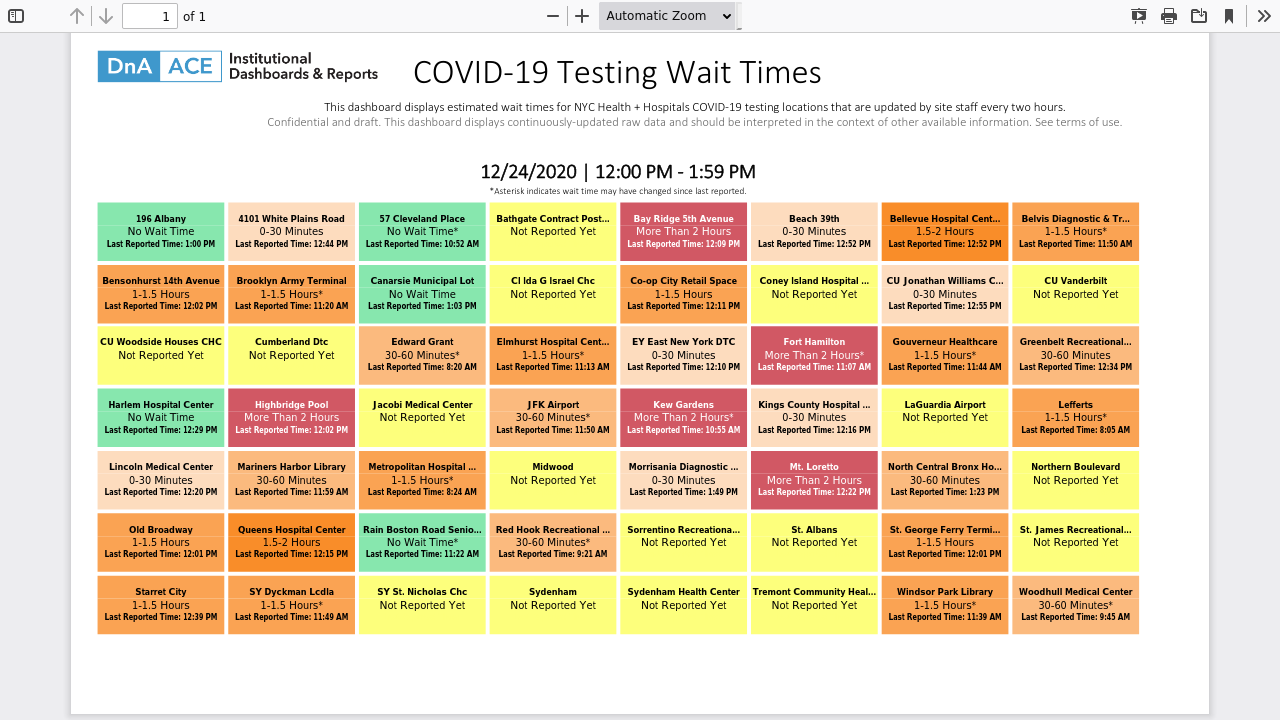 1 of 1 Automatic Zoom
DnA ACE Institutional
Dashboards & Reports
COVID-19 Testing Wait Times
This dashboard displays estimated wait times for NYC Health + Hospitals COVID-19 testing locations that are updated by site staff every two hours.
Confidential and draft. This dashboard displays continuously-updated raw data and should be interpreted in the context of other available information. See terms of use.
12/24/2020 | 12:00 PM - 1:59 PM
*Asterisk indicates wait time may have changed since last reported.
196 Albany
No Wait Time
Last Reported Time: 1:00 PM
4101 White Plains Road
0-30 Minutes
Last Reported Time: 12:44 PM
57 Cleveland Place
No Wait Time*
Last Reported Time: 10:52 AM
Bathgate Contract Post...
Not Reported Yet
Bay Ridge 5th Avenue
More Than 2 Hours
Last Reported Time: 12:09 PM
Beach 39th
0-30 Minutes
Last Reported Time: 12:52 PM
Bellevue Hospital Cent...
1.5-2 Hours
Last Reported Time: 12:52 PM
Belvis Diagnostic & Tr...
1-1.5 Hours*
Last Reported Time: 11:50 AM
Bensonhurst 14th Avenue
1-1.5 Hours
Last Reported Time: 12:02 PM
Brooklyn Army Terminal
1-1.5 Hours*
Last Reported Time: 11:20 AM
Canarsie Municipal Lot
No Wait Time
Last Reported Time: 1:03 PM
Cl Ida G Israel Chc
Not Reported Yet
Co-op City Retail Space
1-1.5 Hours
Last Reported Time: 12:11 PM
Coney Island Hospital ...
Not Reported Yet
CU Jonathan Williams C...
0-30 Minutes
Last Reported Time: 12:55 PM
CU Vanderbilt
Not Reported Yet
CU Woodside Houses CHC
Not Reported Yet
Cumberland Dtc
Not Reported Yet
Edward Grant
30-60 Minutes*
Last Reported Time: 8:20 AM
Elmhurst Hospital Cent...
1-1.5 Hours*
Last Reported Time: 11:13 AM
EY East New York DTC
0-30 Minutes
Last Reported Time: 12:10 PM
Fort Hamilton
More Than 2 Hours*
Last Reported Time: 11:07 AM
Gouverneur Healthcare
1-1.5 Hours*
Last Reported Time: 11:44 AM
Greenbelt Recreational...
30-60 Minutes
Last Reported Time: 12:34 PM
Harlem Hospital Center
No Wait Time
Last Reported Time: 12:29 PM
Highbridge Pool
More Than 2 Hours
Last Reported Time: 12:02 PM
Jacobi Medical Center
Not Reported Yet
JFK Airport
30-60 Minutes*
Last Reported Time: 11:50 AM
Kew Gardens
More Than 2 Hours*
Last Reported Time: 10:55 AM
Kings County Hospital ...
0-30 Minutes
Last Reported Time: 12:16 PM
LaGuardia Airport
Not Reported Yet
Lefferts
1-1.5 Hours*
Last Reported Time: 8:05 AM
Lincoln Medical Center
0-30 Minutes
Last Reported Time: 12:20 PM
Mariners Harbor Library
30-60 Minutes
Last Reported Time: 11:59 AM
Metropolitan Hospital ...
1-1.5 Hours*
Last Reported Time: 8:24 AM
Midwood
Not Reported Yet
Morrisania Diagnostic ...
0-30 Minutes
Last Reported Time: 1:49 PM
Mt. Loretto
More Than 2 Hours
Last Reported Time: 12:22 PM
North Central Bronx Ho...
30-60 Minutes
Last Reported Time: 1:23 PM
Northern Boulevard
Not Reported Yet
Old Broadway
1-1.5 Hours
Last Reported Time: 12:01 PM
Queens Hospital Center
1.5-2 Hours
Last Reported Time: 12:15 PM
Rain Boston Road Senio...
No Wait Time*
Last Reported Time: 11:22 AM
Red Hook Recreational ...
30-60 Minutes*
Last Reported Time: 9:21 AM
Sorrentino Recreationa...
Not Reported Yet
St. Albans
Not Reported Yet
St. George Ferry Termi...
1-1.5 Hours
Last Reported Time: 12:01 PM
St. James Recreational...
Not Reported Yet
Starret City
1-1.5 Hours
Last Reported Time: 12:39 PM
SY Dyckman Lcdla
1-1.5 Hours*
Last Reported Time: 11:49 AM
SY St. Nicholas Chc
Not Reported Yet
Sydenham
Not Reported Yet
Sydenham Health Center
Not Reported Yet
Tremont Community Heal...
Not Reported Yet
Windsor Park Library
1-1.5 Hours*
Last Reported Time: 11:39 AM
Woodhull Medical Center
30-60 Minutes*
Last Reported Time: 9:45 AM